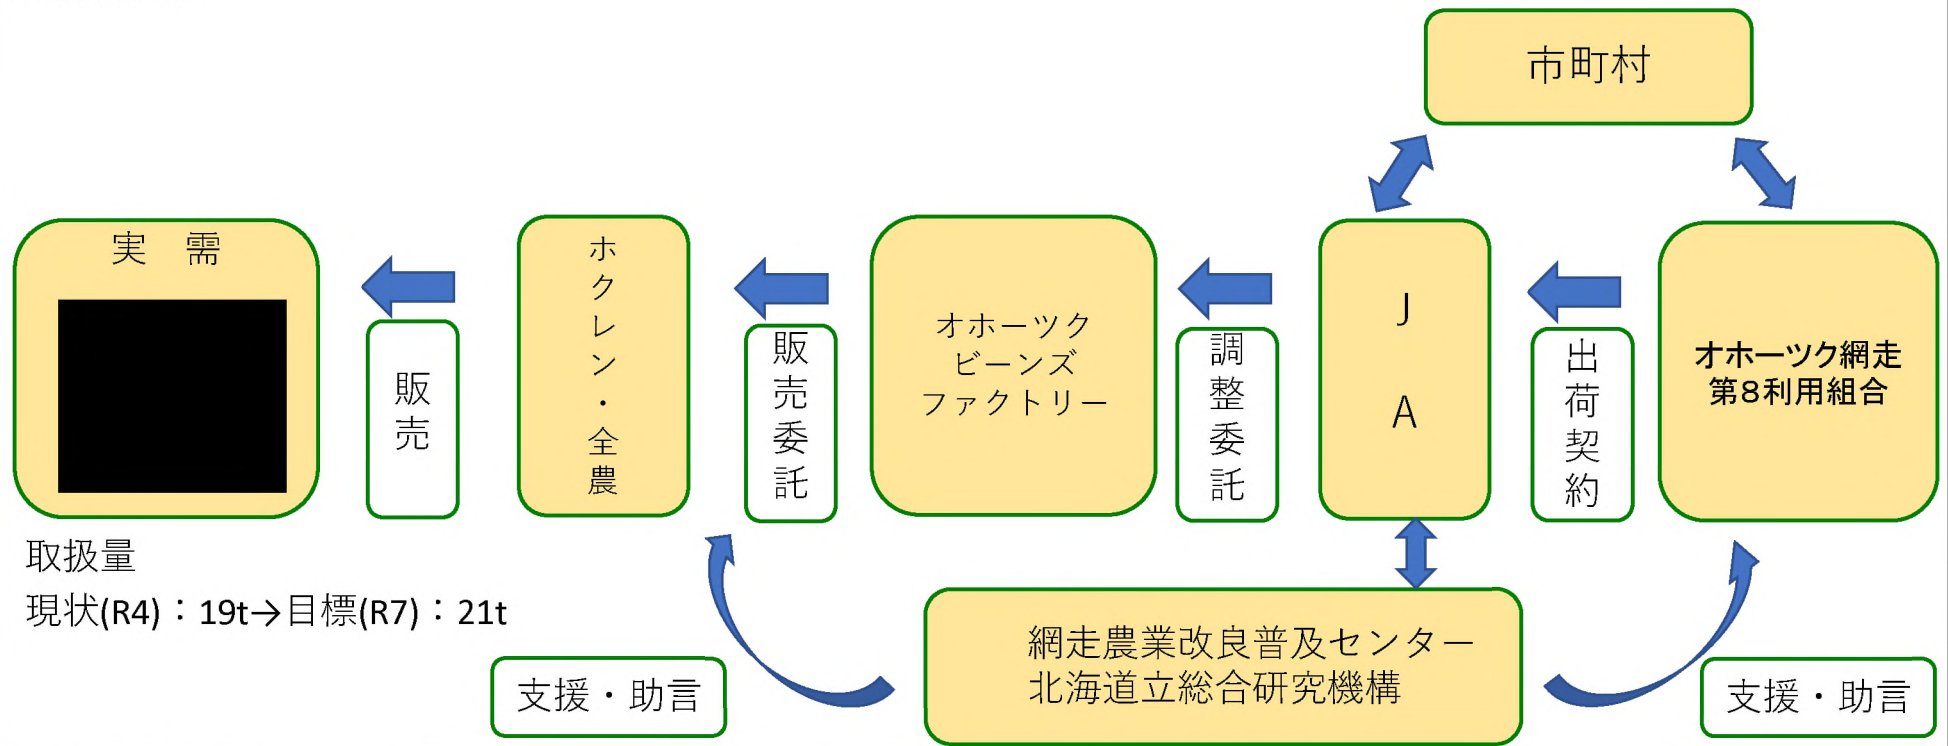 市町村
実　需
販売
ホクレン・全農
販売委託
オホーツク
ビーンズ
ファクトリー
調整委託
JA
出荷契約
オホーツク網走
第8利用組合
取扱量
現状(R4)：19t→目標(R7)：21t
支援・助言
網走農業改良普及センター
北海道立総合研究機構
支援・助言